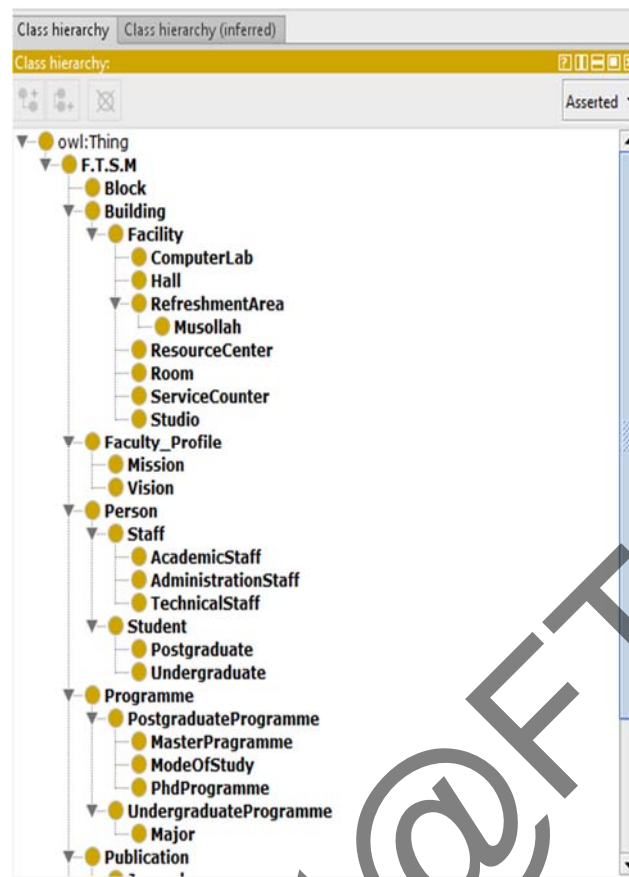 Class hierarchy Class hierarchy (inferred)
Class hierarchy:
Asserted
owl:Thing
F.T.S.M
Block
Building
Facility
ComputerLab
Hall
RefreshmentArea
Musollah
ResourceCenter
Room
ServiceCounter
Studio
Faculty_Profile
Mission
Vision
Person
Staff
AcademicStaff
AdministrationStaff
TechnicalStaff
Student
Postgraduate
Undergraduate
Programme
PostgraduateProgramme
MasterPragramme
ModeOfStudy
PhdProgramme
UndergraduateProgramme
Major
Publication
@FT